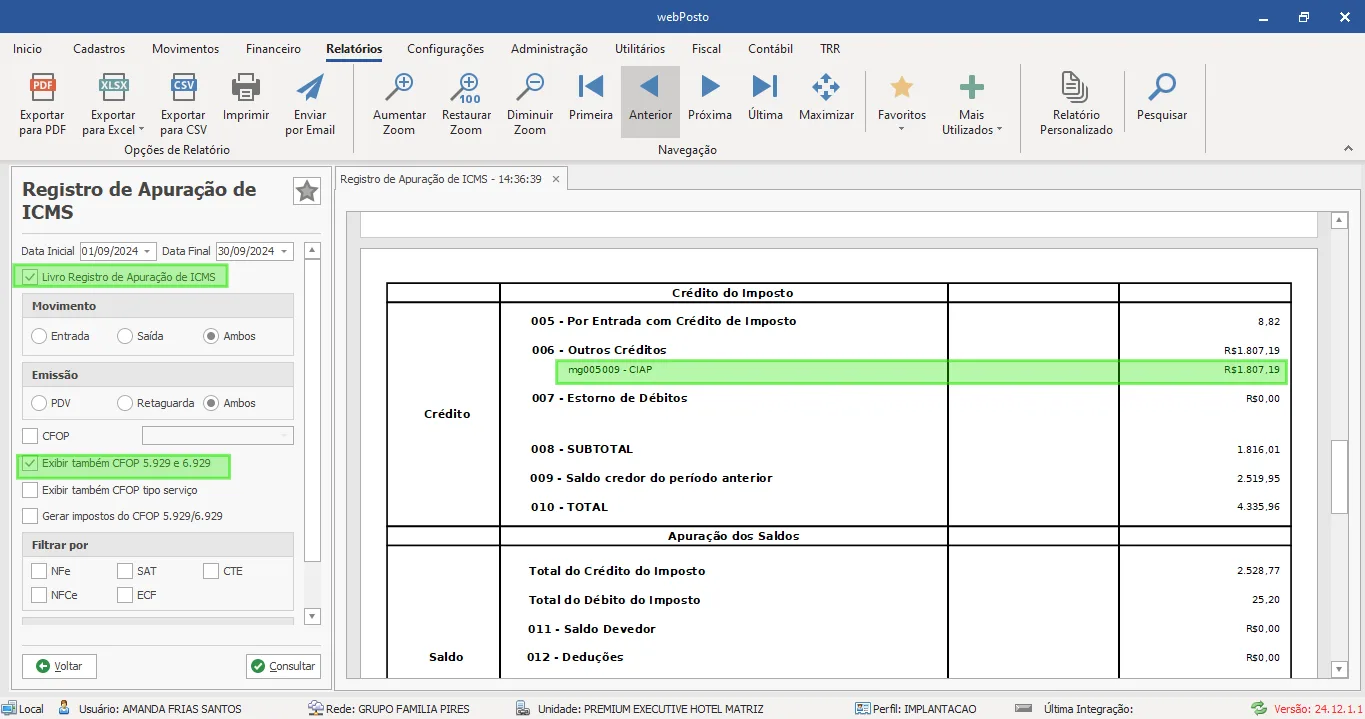 webPosto
Inicio Cadastros Movimentos Financeiro Relatórios Configurações Administração Utilitários Fiscal Contábil TRR
PDF XLSX CSV 100
Exportar para PDF
Exportar para Excel
Exportar para CSV
Imprimir
Enviar por Email
Aumentar Zoom
Restaurar Zoom
Diminuir Zoom
Primeira
Anterior
Próxima
Última
Maximizar
Favoritos
Mais Utilizados
Relatório Personalizado
Pesquisar
Opções de Relatório
Navegação
Registro de Apuração de
ICMS
Data Inicial 01/09/2024 Data Final 30/09/2024
Livro Registro de Apuração de ICMS
Movimento
Entrada Saída Ambos
Emissão
PDV Retaguarda Ambos
CFOP
Exibir também CFOP 5.929 e 6.929
Exibir também CFOP tipo serviço
Gerar impostos do CFOP 5.929/6.929
Filtrar por
NFe SAT CTE
NFCe ECF
Voltar Consultar
Registro de Apuração de ICMS - 14:36:39
Crédito do Imposto
005 - Por Entrada com Crédito de Imposto 8,82
006 - Outros Créditos R$1.807,19
mg005009 - CIAP R$1.807,19
007 - Estorno de Débitos R$0,00
Crédito
008 - SUBTOTAL 1.816,01
009 - Saldo credor do período anterior 2.519,95
010 - TOTAL 4.335,96
Apuração dos Saldos
Total do Crédito do Imposto 2.528,77
Total do Débito do Imposto 25,20
011 - Saldo Devedor R$0,00
Saldo 012 - Deduções R$0,00
Local Usuário: AMANDA FRIAS SANTOS Rede: GRUPO FAMILIA PIRES Unidade: PREMIUM EXECUTIVE HOTEL MATRIZ Perfil: IMPLANTACAO Última Integração: Versão: 24.12.1.1